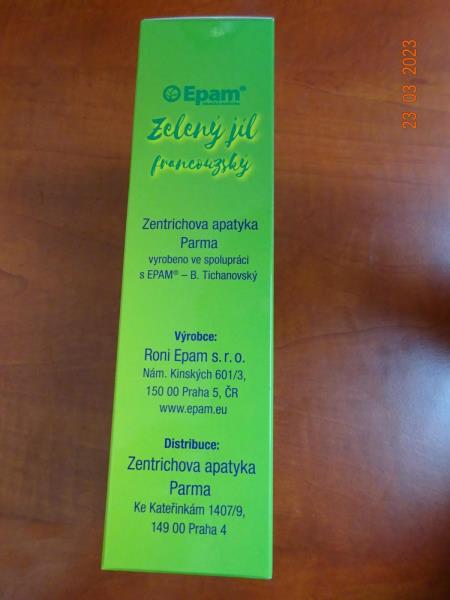 Epam®
Zelený jíl
francouzský
Zentrichova apatyka
Parma
vyrobeno ve spolupráci
s EPAM® – B. Tichanovský
Výrobce:
Roni Epam s. r. o.
Nám. Kinských 601/3,
150 00 Praha 5, ČR
www.epam.eu
Distribuce:
Zentrichova apatyka
Parma
Ke Kateřinkám 1407/9,
149 00 Praha 4
23 03 2023